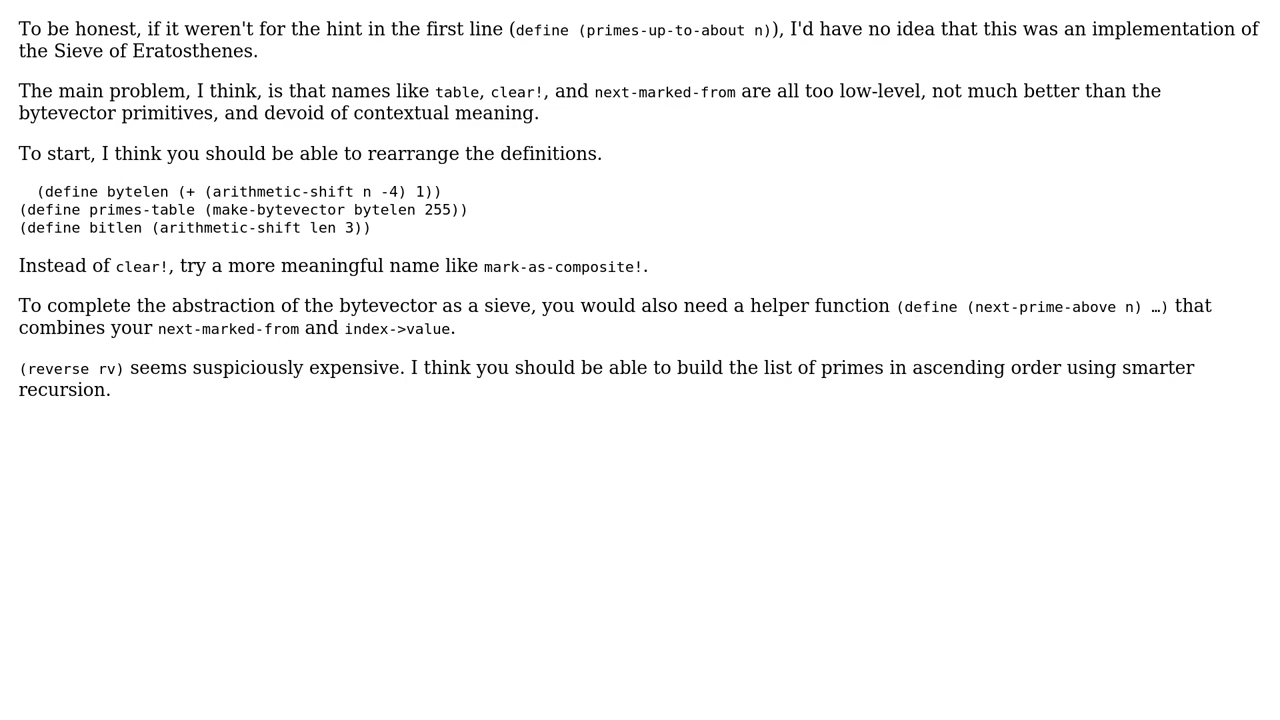 To be honest, if it weren't for the hint in the first line (define (primes-up-to-about n)), I'd have no idea that this was an implementation of
the Sieve of Eratosthenes.
The main problem, I think, is that names like table, clear!, and next-marked-from are all too low-level, not much better than the
bytevector primitives, and devoid of contextual meaning.
To start, I think you should be able to rearrange the definitions.
(define bytelen (+ (arithmetic-shift n -4) 1))
(define primes-table (make-bytevector bytelen 255))
(define bitlen (arithmetic-shift len 3))
Instead of clear!, try a more meaningful name like mark-as-composite!.
To complete the abstraction of the bytevector as a sieve, you would also need a helper function (define (next-prime-above n) …) that
combines your next-marked-from and index->value.
(reverse rv) seems suspiciously expensive. I think you should be able to build the list of primes in ascending order using smarter
recursion.